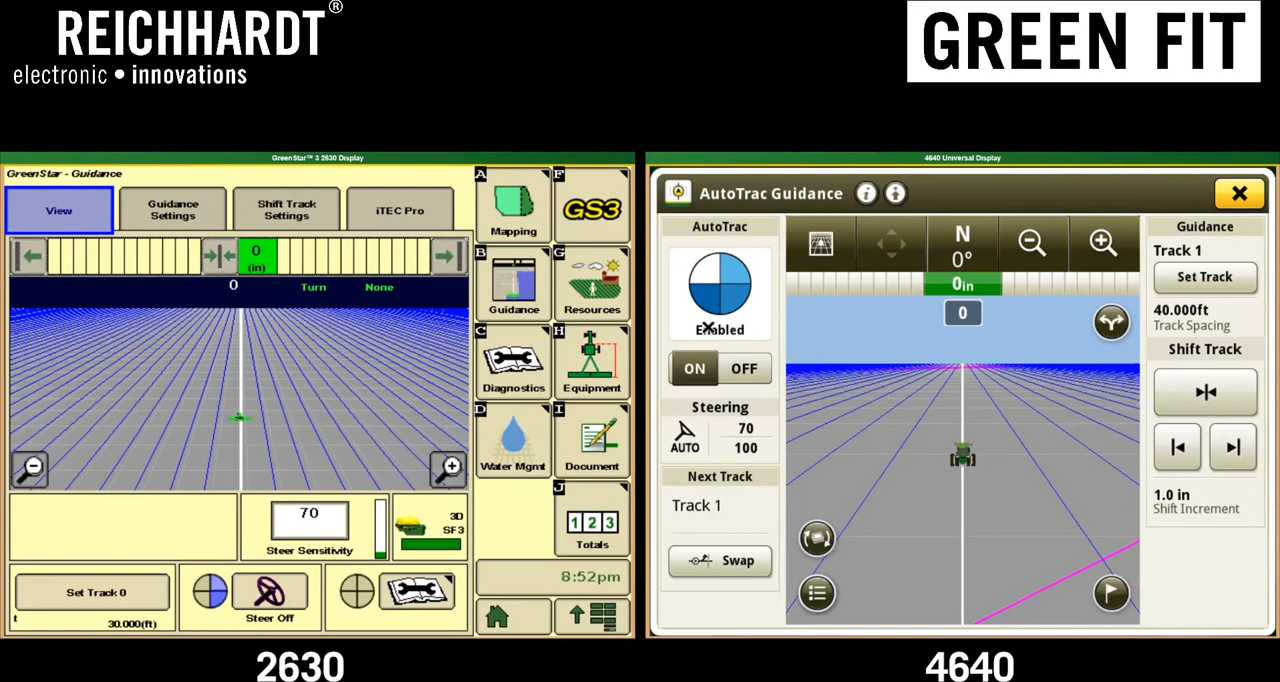 REICHHARDT®
electronic • innovations
GREEN FIT
GreenStar™ 3 2630 Display
GreenStar - Guidance
View
Guidance
Settings
Shift Track
Settings
iTEC Pro
0
(in)
0
Turn
None
70
Steer Sensitivity
3D
SF3
Set Track 0
t
30.000(ft)
Steer Off
A
Mapping
F
GS3
B
Guidance
G
Resources
C
Diagnostics
H
Equipment
D
Water Mgmt
I
Document
J
1 2 3
Totals
8:52pm
2630
4640 Universal Display
AutoTrac Guidance
AutoTrac
Enabled
ON
OFF
Steering
AUTO
70
100
Next Track
Track 1
Swap
N
0°
0in
0
Guidance
Track 1
Set Track
40.000ft
Track Spacing
Shift Track
1.0 in
Shift Increment
4640